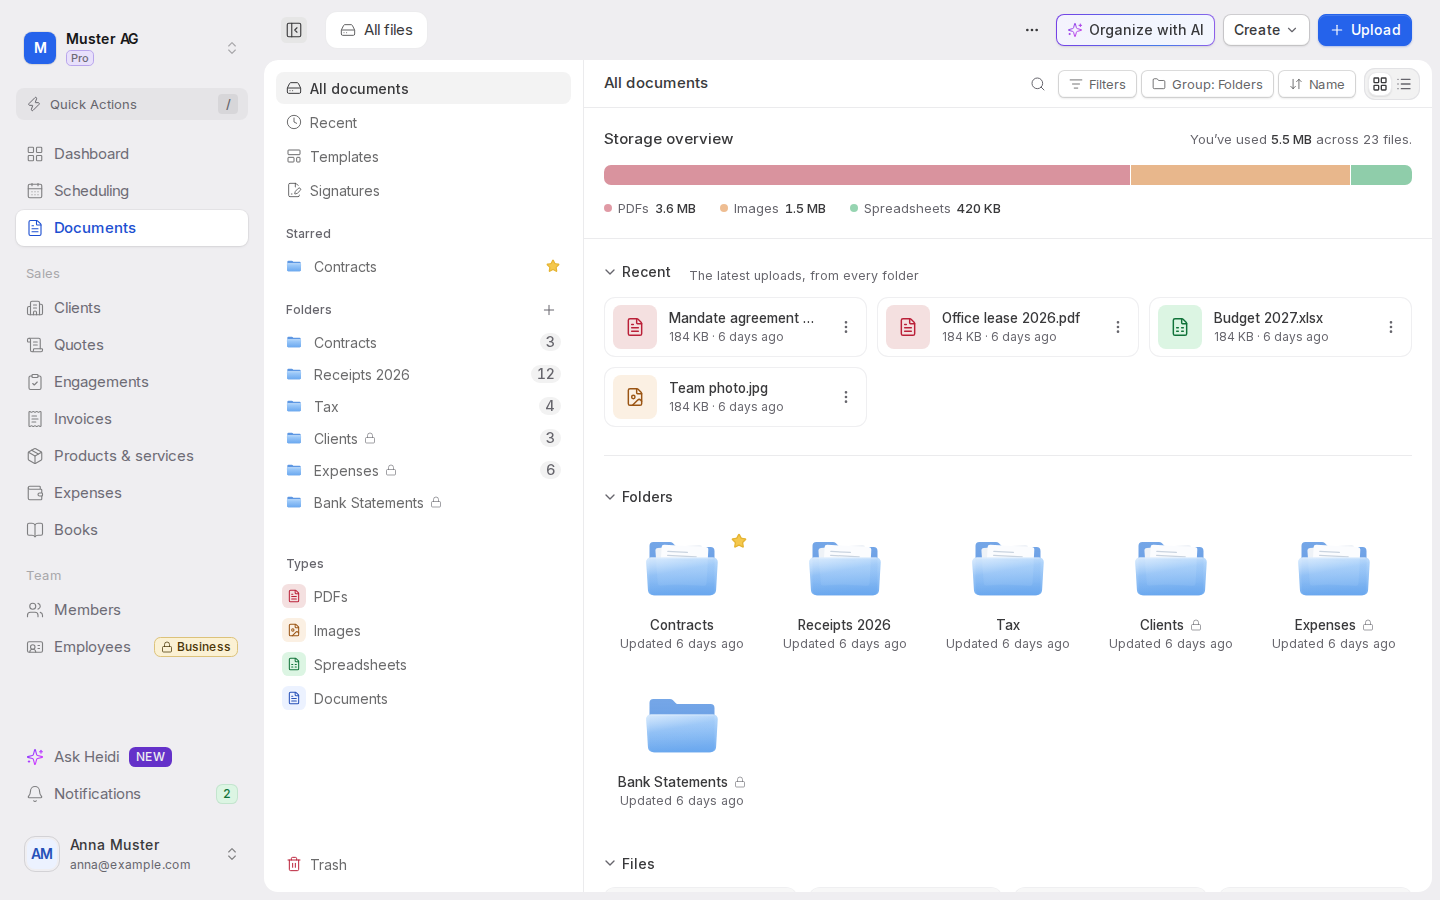 M
Muster AG
Pro
Quick Actions
/
Dashboard
Scheduling
Documents
Sales
Clients
Quotes
Engagements
Invoices
Products & services
Expenses
Books
Team
Members
Employees
Business
Ask Heidi
NEW
Notifications
2
AM
Anna Muster
anna@example.com
All files
Organize with AI
Create
Upload
All documents
Recent
Templates
Signatures
Starred
Contracts
Folders
Contracts
3
Receipts 2026
12
Tax
4
Clients
3
Expenses
6
Bank Statements
Types
PDFs
Images
Spreadsheets
Documents
Trash
All documents
Filters
Group: Folders
Name
Storage overview
You’ve used 5.5 MB across 23 files.
PDFs 3.6 MB
Images 1.5 MB
Spreadsheets 420 KB
Recent
The latest uploads, from every folder
Mandate agreement ...
184 KB · 6 days ago
Office lease 2026.pdf
184 KB · 6 days ago
Budget 2027.xlsx
184 KB · 6 days ago
Team photo.jpg
184 KB · 6 days ago
Folders
Contracts
Updated 6 days ago
Receipts 2026
Updated 6 days ago
Tax
Updated 6 days ago
Clients
Updated 6 days ago
Expenses
Updated 6 days ago
Bank Statements
Updated 6 days ago
Files